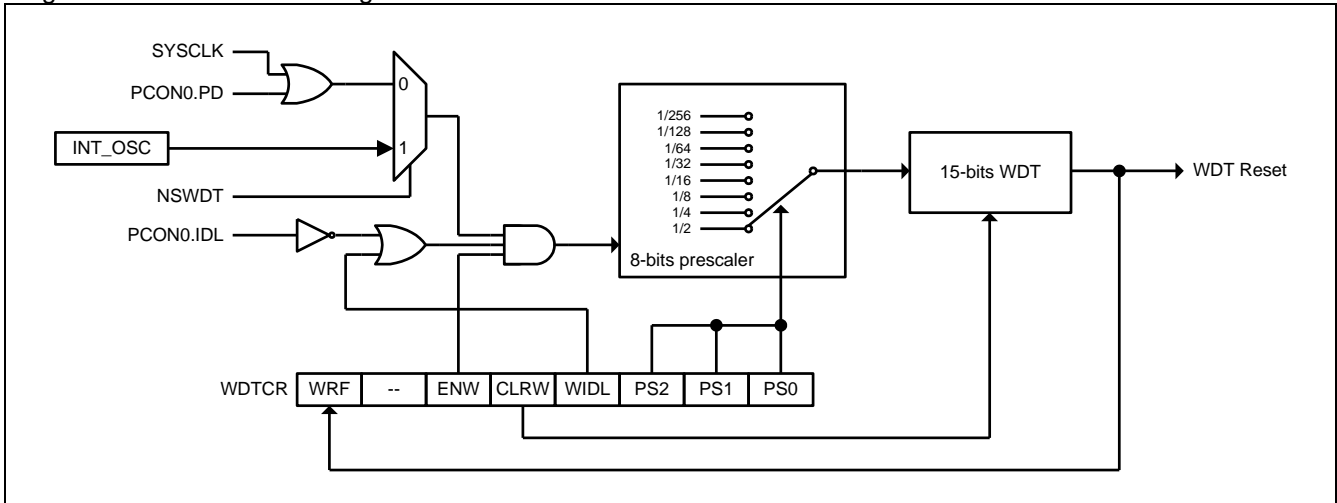 SYSCLK
PCON0.PD
0
INT_OSC
1
NSWDT
PCON0.IDL
1/256
1/128
1/64
1/32
1/16
1/8
1/4
1/2
8-bits prescaler
15-bits WDT
WDT Reset
WDTCR WRF -- ENW CLRW WIDL PS2 PS1 PS0